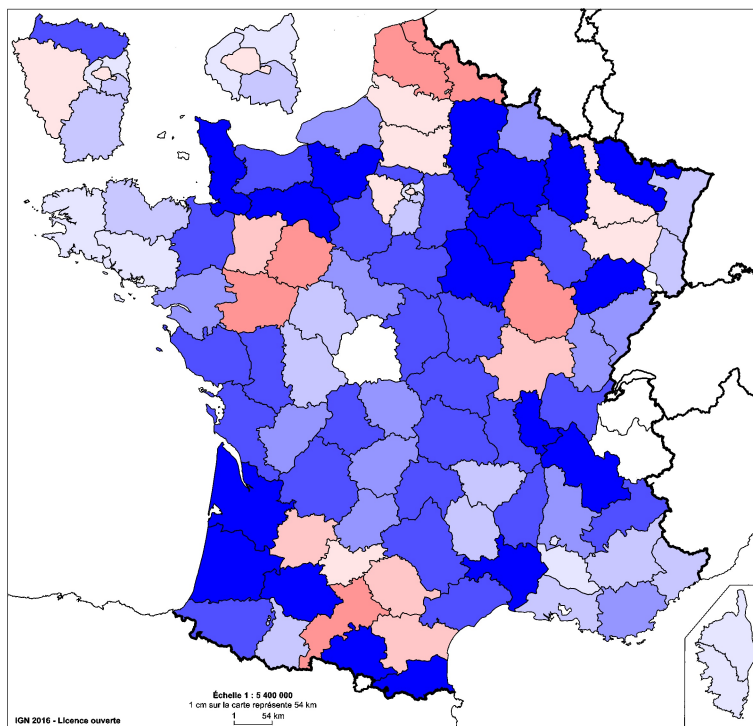 Échelle 1 : 5 400 000
1 cm sur la carte représente 54 km
1 54 km
IGN 2016 - Licence ouverte